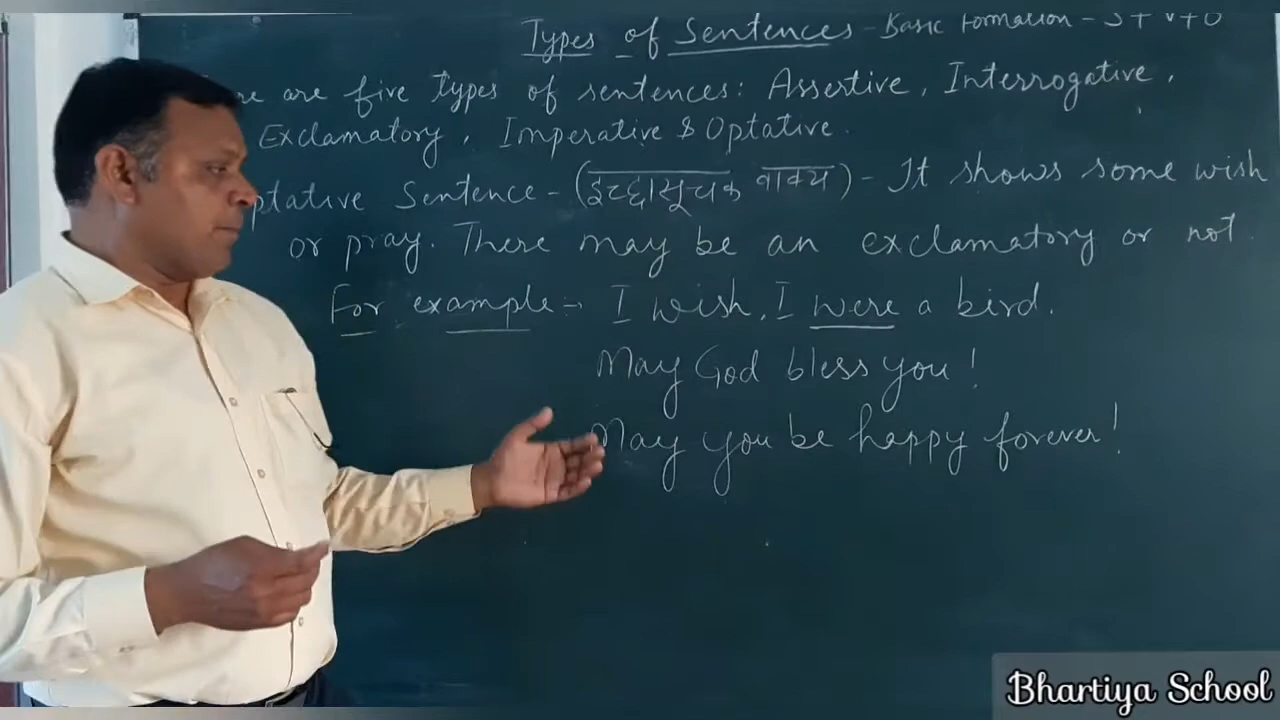 Types of Sentences - Basic Formation - S + V + O
are five types of sentences: Assertive, Interrogative,
Exclamatory, Imperative & Optative.
ptative Sentence - (इच्छासूचक वाक्य) - It shows some wish
or pray. There may be an exclamatory or not.
For example:- I wish, I were a bird.
May God bless you!
May you be happy forever!
Bhartiya School